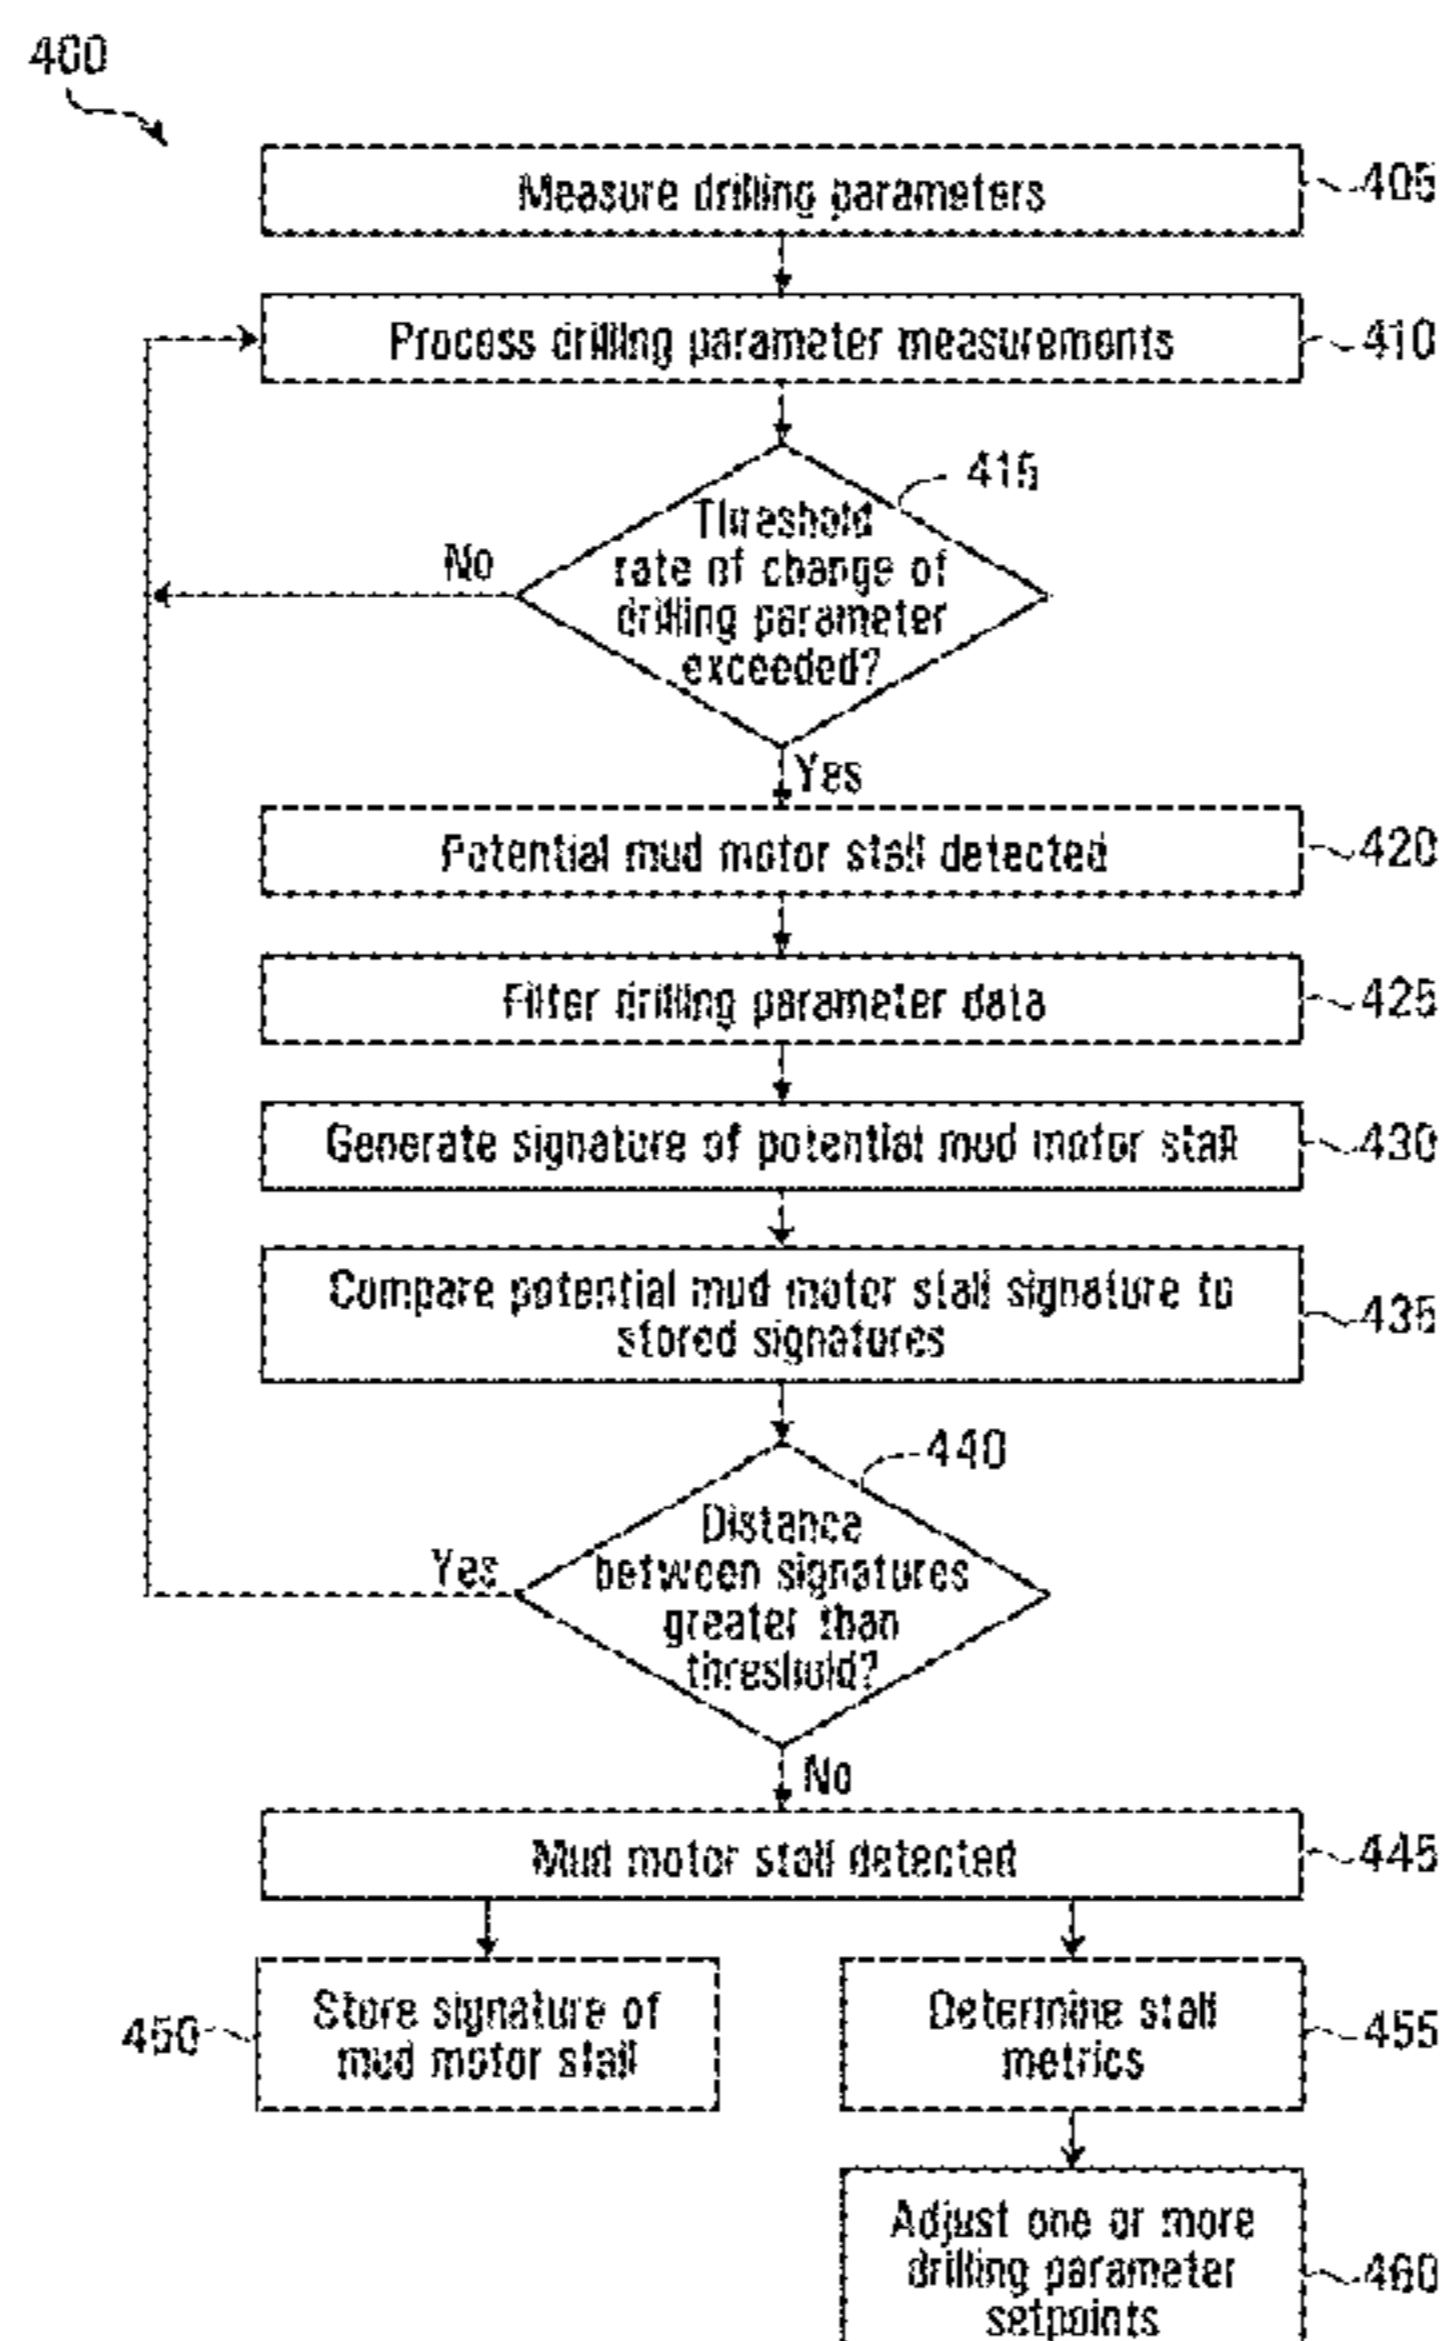 400
Measure drilling parameters
405
Process drilling parameter measurements
410
415
Threshold
rate of change of
drilling parameter
exceeded?
No
Yes
Potential mud motor stall detected
420
Filter drilling parameter data
425
Generate signature of potential mud motor stall
430
Compare potential mud motor stall signature to
stored signatures
435
440
Distance
between signatures
greater than
threshold?
Yes
No
Mud motor stall detected
445
450
Store signature of
mud motor stall
Determine stall
metrics
455
Adjust one or more
drilling parameter
setpoints
460